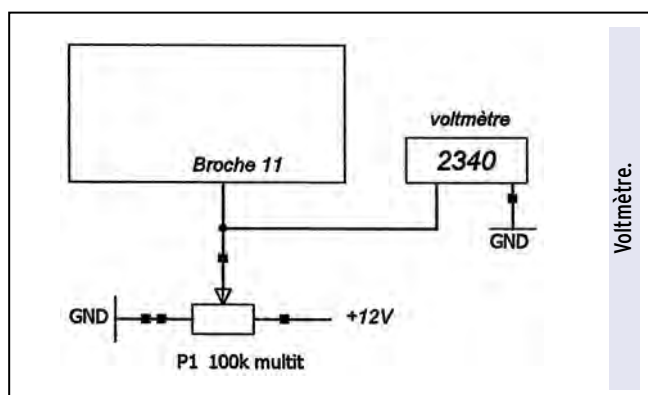 voltmètre
2340
Broche 11
GND
GND
+12V
P1 100k multit
Voltmètre.